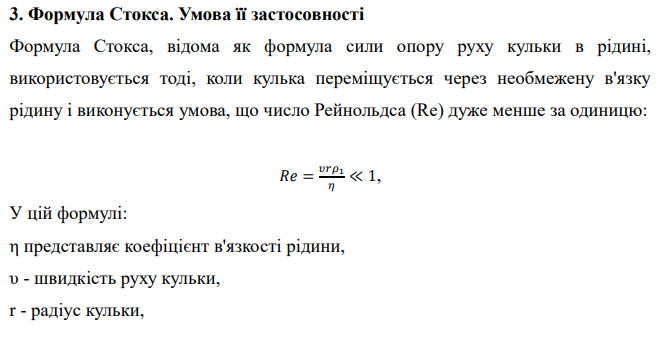 3. Формула Стокса. Умова її застосовності
Формула Стокса, відома як формула сили опору руху кульки в рідині,
використовується тоді, коли кулька переміщується через необмежену в'язку
рідину і виконується умова, що число Рейнольдса (Re) дуже менше за одиницю:
Re = υrρ₁/η ≪ 1,
У цій формулі:
η представляє коефіцієнт в'язкості рідини,
υ - швидкість руху кульки,
r - радіус кульки,